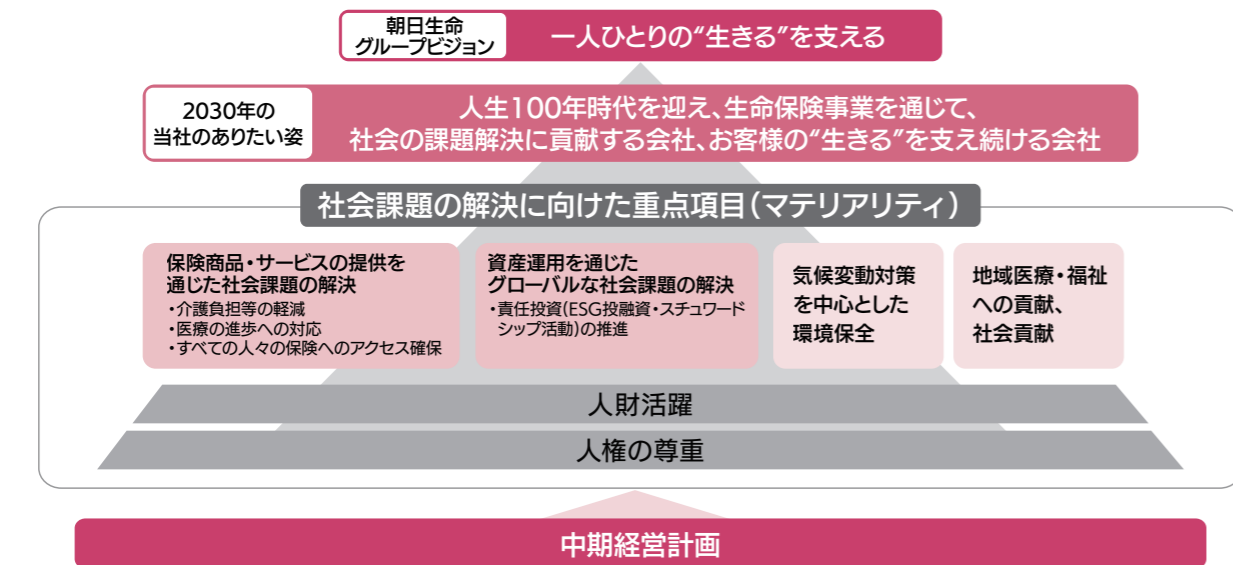 朝日生命
グループビジョン
一人ひとりの“生きる”を支える
2030年の
当社のありたい姿
人生100年時代を迎え、生命保険事業を通じて、
社会の課題解決に貢献する会社、お客様の“生きる”を支え続ける会社
社会課題の解決に向けた重点項目（マテリアリティ）
保険商品・サービスの提供を
通じた社会課題の解決
・介護負担等の軽減
・医療の進歩への対応
・すべての人々の保険へのアクセス確保
資産運用を通じた
グローバルな社会課題の解決
・責任投資（ESG投融資・スチュワード
シップ活動）の推進
気候変動対策
を中心とした
環境保全
地域医療・福祉
への貢献、
社会貢献
人財活躍
人権の尊重
中期経営計画